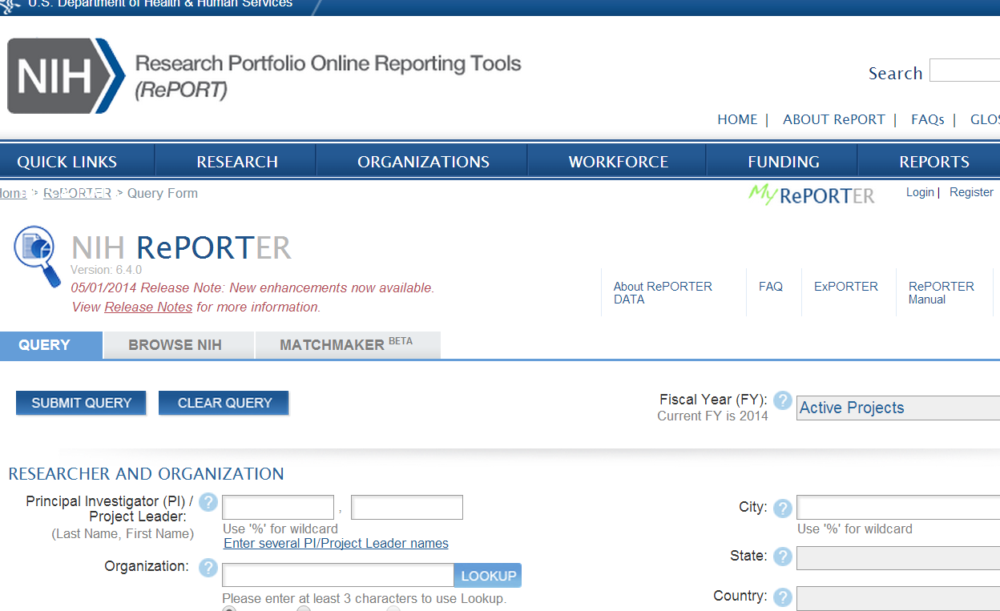 U.S. Department of Health & Human Services
NIH
Research Portfolio Online Reporting Tools
(RePORT)
Search
HOME | ABOUT RePORT | FAQs |
QUICK LINKS RESEARCH ORGANIZATIONS WORKFORCE FUNDING REPORTS
> RePORTER > Query Form
My RePORTER Login | Register
NIH RePORTER
Version: 6.4.0
05/01/2014 Release Note: New enhancements now available.
View Release Notes for more information.
About RePORTER DATA
FAQ
ExPORTER
RePORTER Manual
QUERY BROWSE NIH MATCHMAKER BETA
SUBMIT QUERY CLEAR QUERY
Fiscal Year (FY): ? Active Projects
Current FY is 2014
RESEARCHER AND ORGANIZATION
Principal Investigator (PI) / ? ,
Project Leader:
(Last Name, First Name)
Use '%' for wildcard
Enter several PI/Project Leader names
City: ?
Use '%' for wildcard
Organization: ? LOOKUP
Please enter at least 3 characters to use Lookup.
State: ?
Country: ?